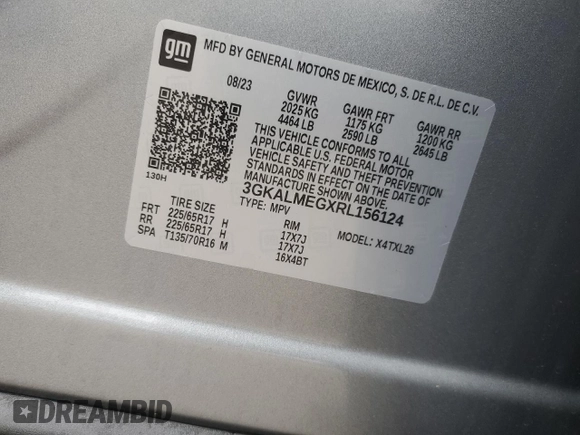 gm
MFD BY GENERAL MOTORS DE MEXICO, S. DE R.L. DE C.V.
08/23 GVWR GAWR FRT GAWR RR
2025 KG 1175 KG 1200 KG
4464 LB 2590 LB 2645 LB
THIS VEHICLE CONFORMS TO ALL
APPLICABLE U.S. FEDERAL MOTOR
VEHICLE SAFETY AND THEFT
PREVENTION STANDARDS IN EFFECT
ON THE DATE OF
MANUFACTURE SHOWN ABOVE.
130H
3GKALMEGXRL156124
TYPE: MPV MODEL: X4TXL26
TIRE SIZE RIM
FRT 225/65R17 H 17X7J
RR 225/65R17 H 17X7J
SPA T135/70R16 M 16X4BT
DREAMBID